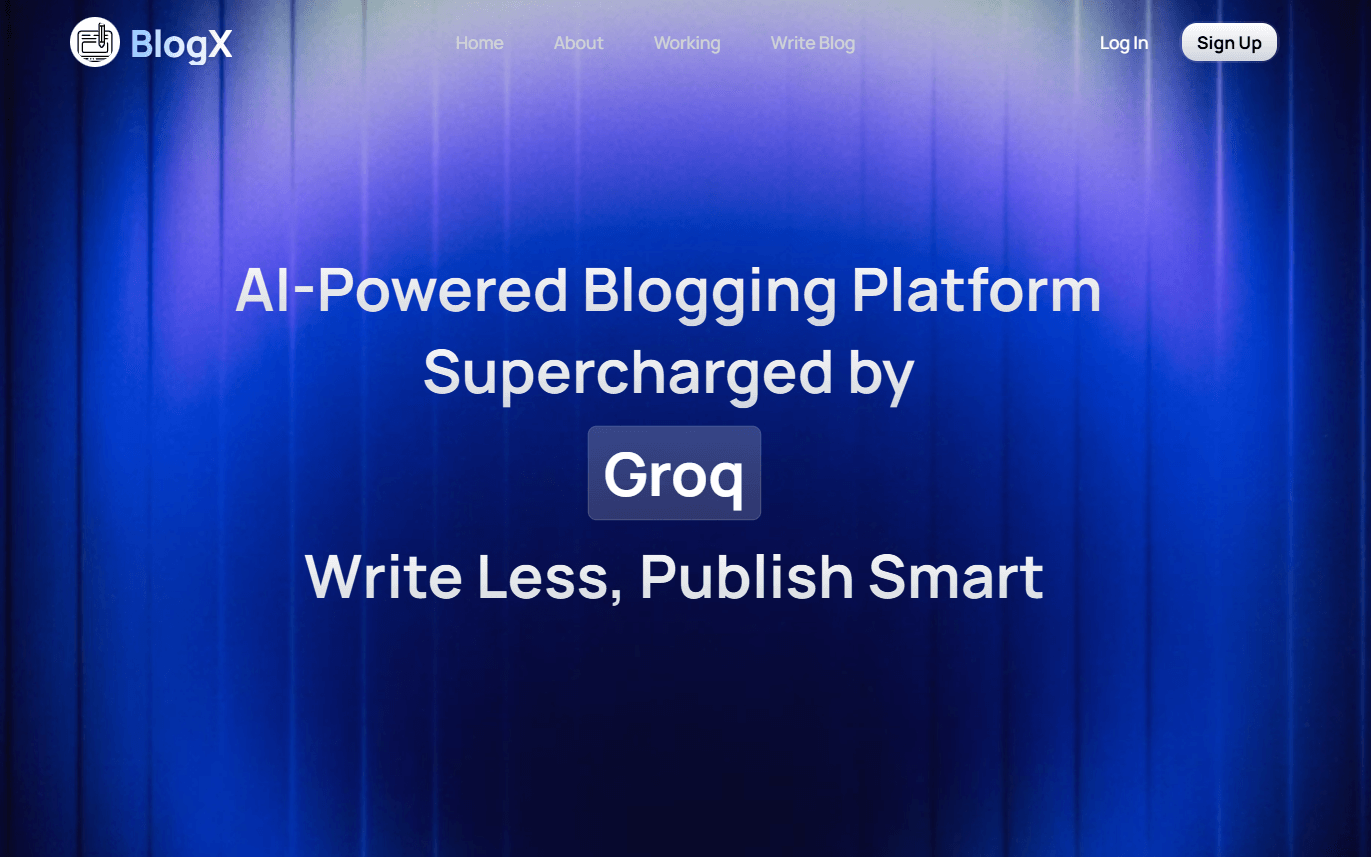 BlogX
Home About Working Write Blog
Log In Sign Up
AI-Powered Blogging Platform
Supercharged by
Groq
Write Less, Publish Smart